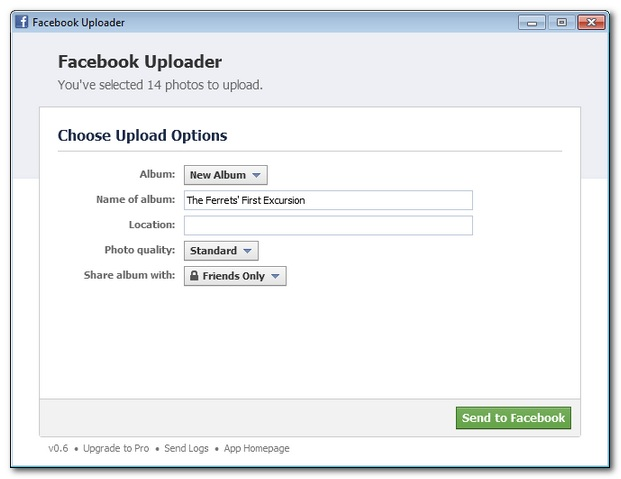 f Facebook Uploader
Facebook Uploader
You've selected 14 photos to upload.
Choose Upload Options
Album: New Album
Name of album: The Ferrets' First Excursion
Location:
Photo quality: Standard
Share album with: Friends Only
Send to Facebook
v0.6 • Upgrade to Pro • Send Logs • App Homepage